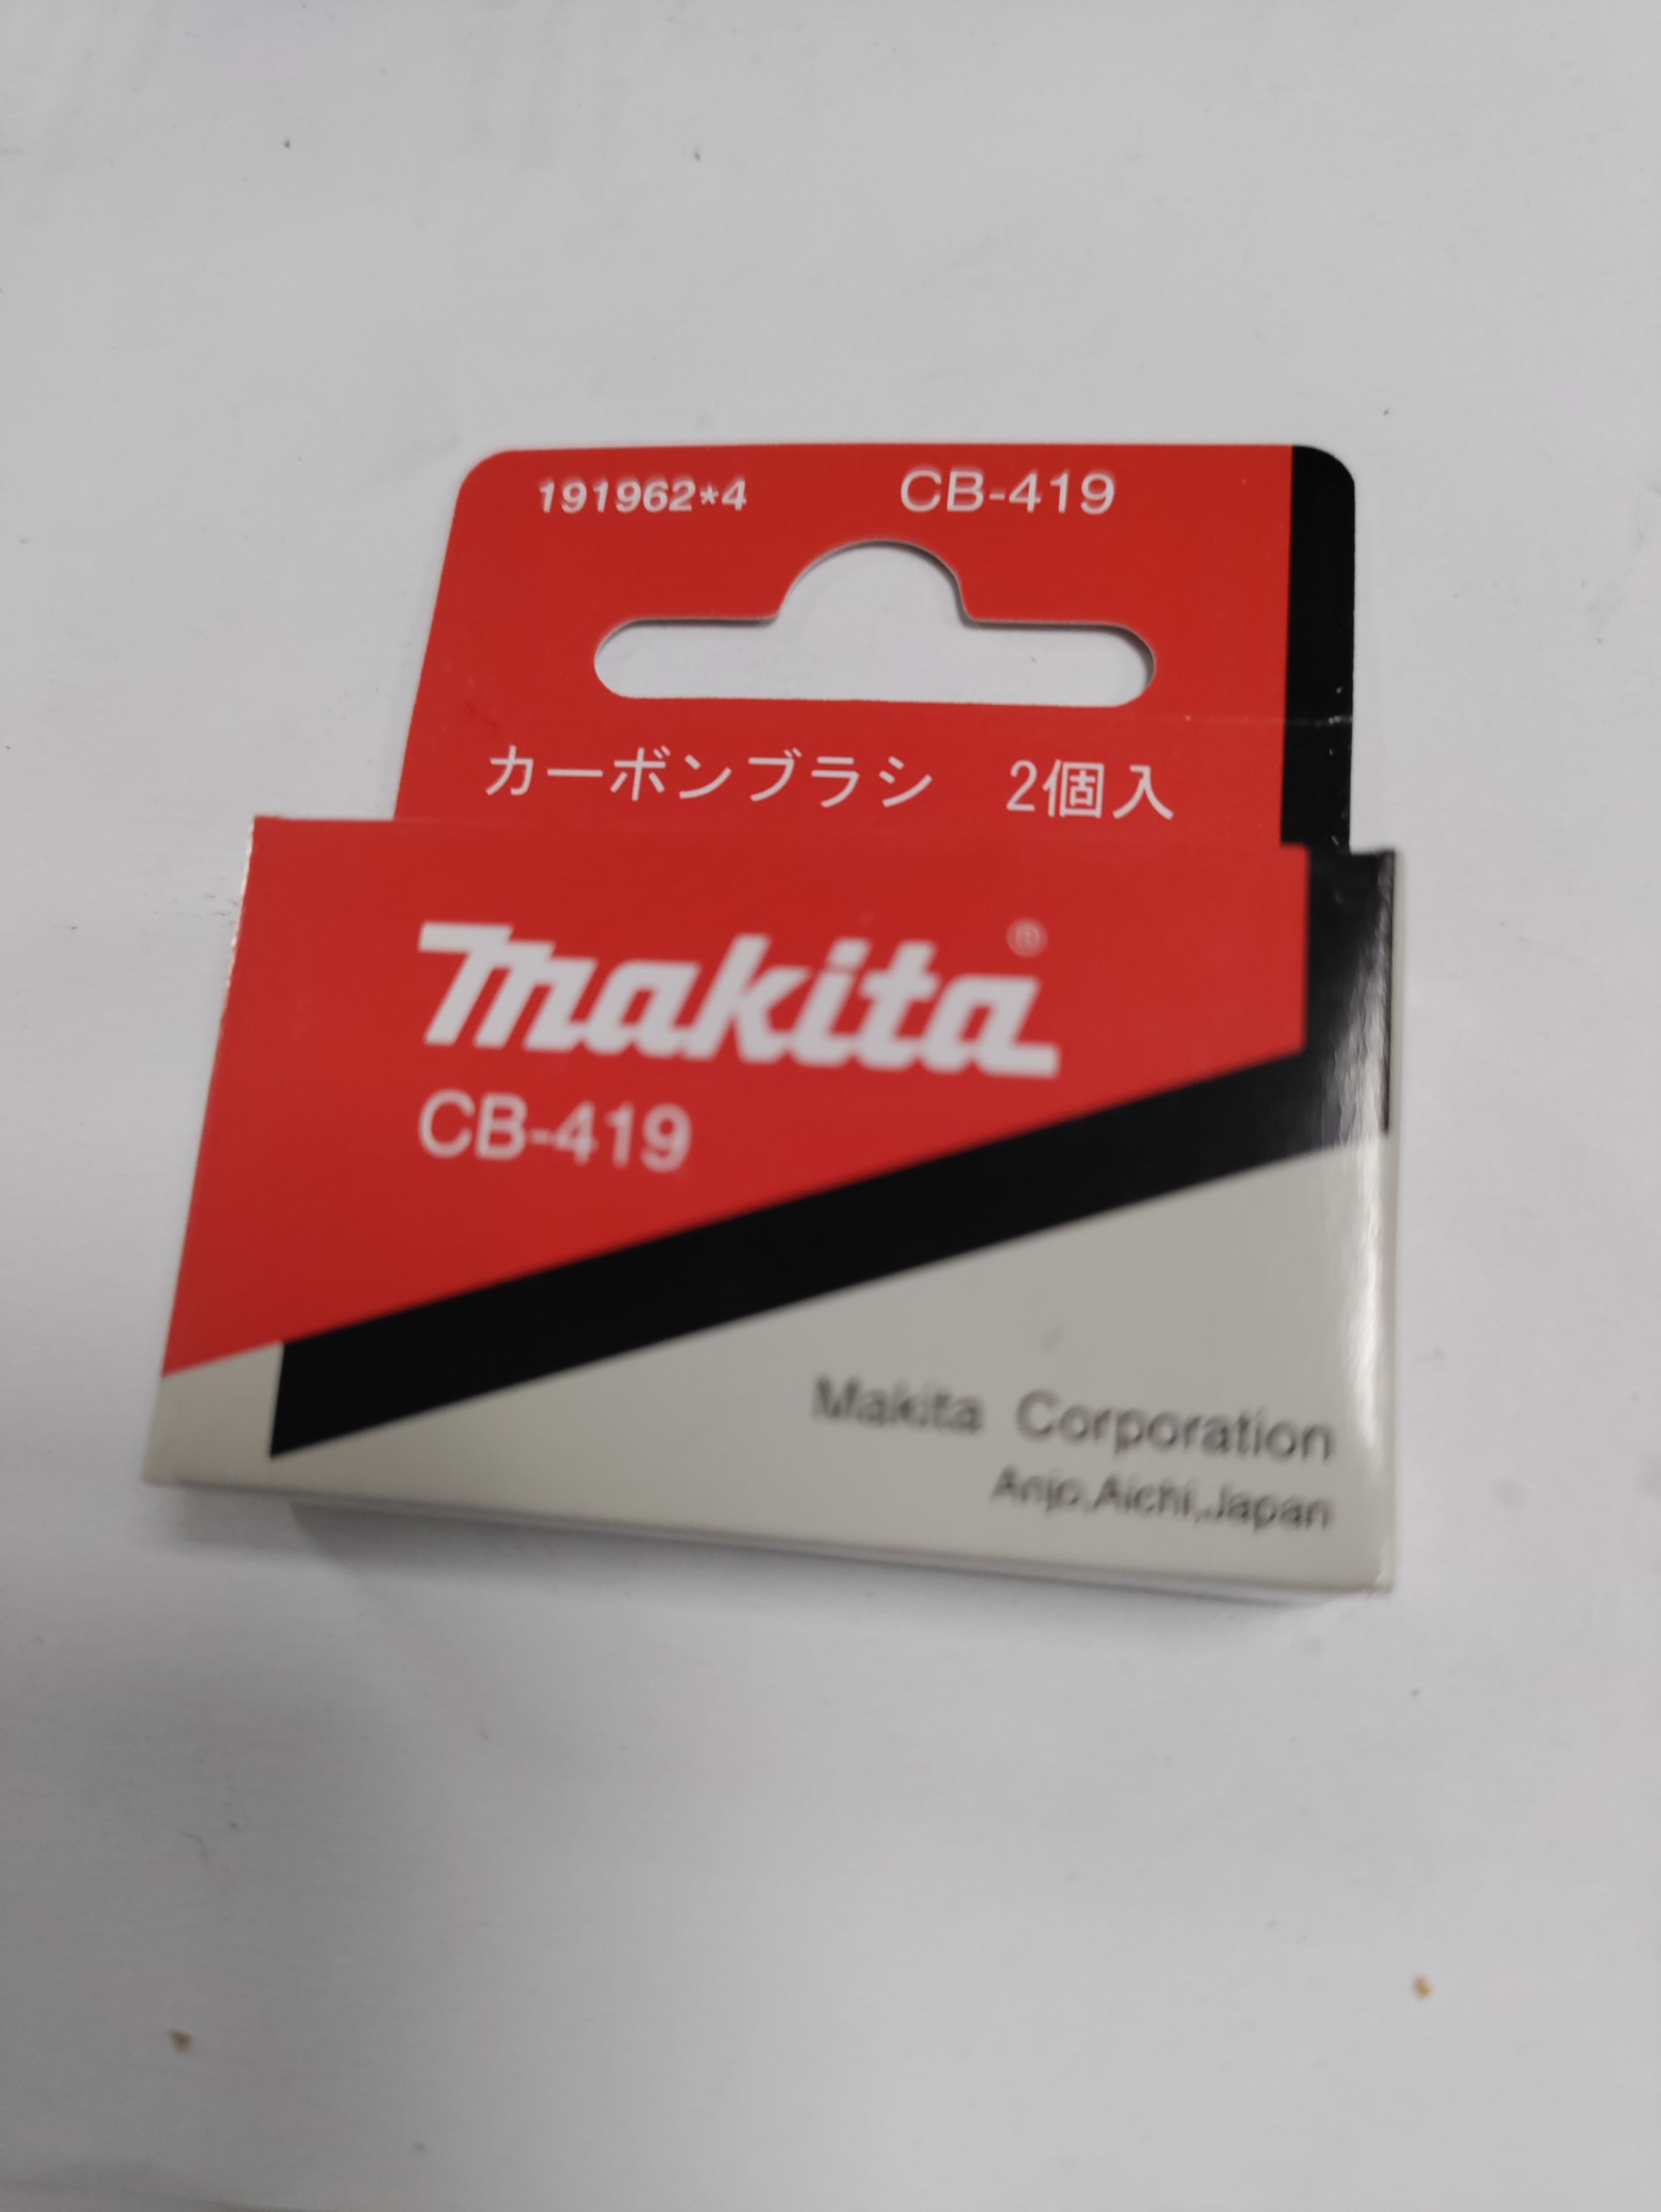 191962*4 CB-419
カーボンブラシ 2個入
makita®
CB-419
Makita Corporation
Anjo,Aichi,Japan